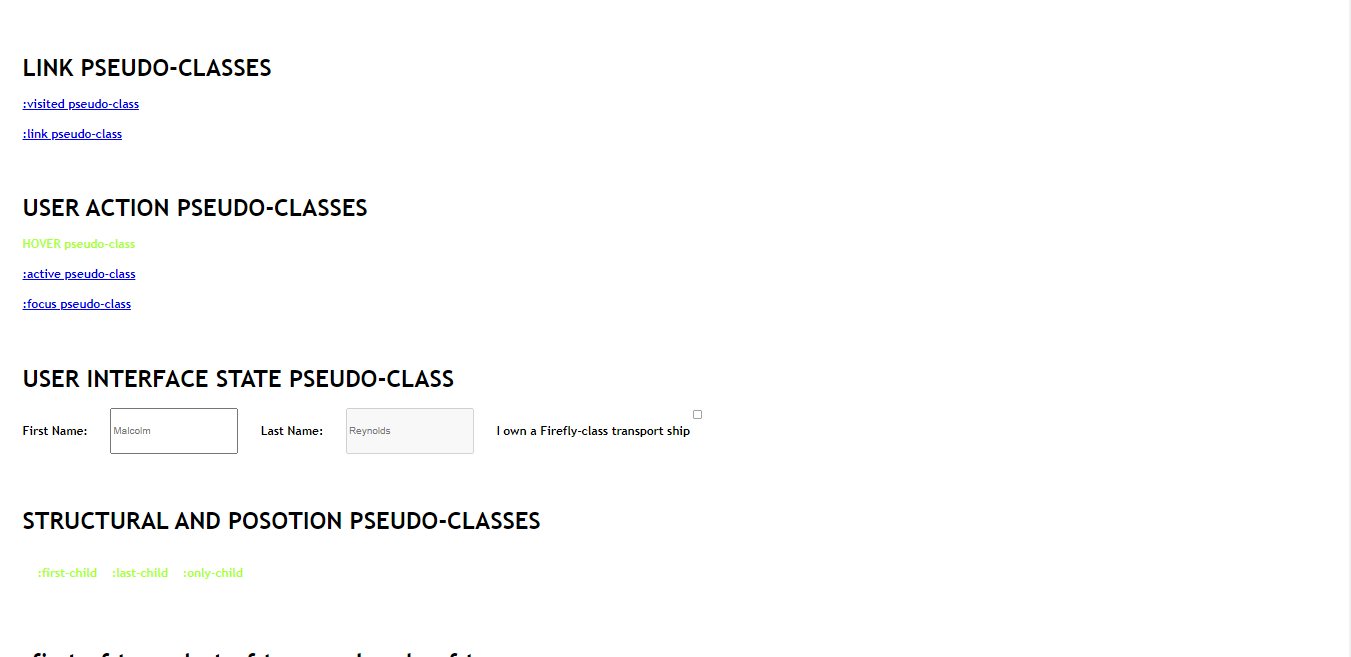 LINK PSEUDO-CLASSES
:visited pseudo-class
:link pseudo-class
USER ACTION PSEUDO-CLASSES
HOVER pseudo-class
:active pseudo-class
:focus pseudo-class
USER INTERFACE STATE PSEUDO-CLASS
First Name: Malcolm Last Name: Reynolds I own a Firefly-class transport ship
STRUCTURAL AND POSOTION PSEUDO-CLASSES
:first-child :last-child :only-child